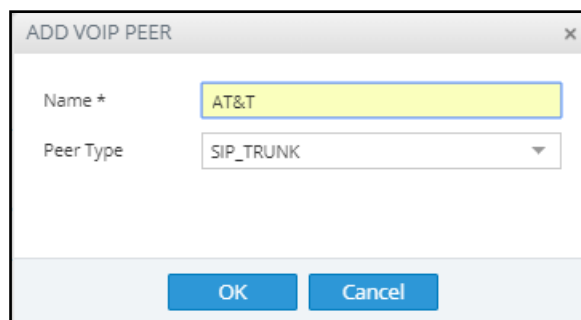 ADD VOIP PEER ×
Name * AT&T
Peer Type SIP_TRUNK
OK Cancel